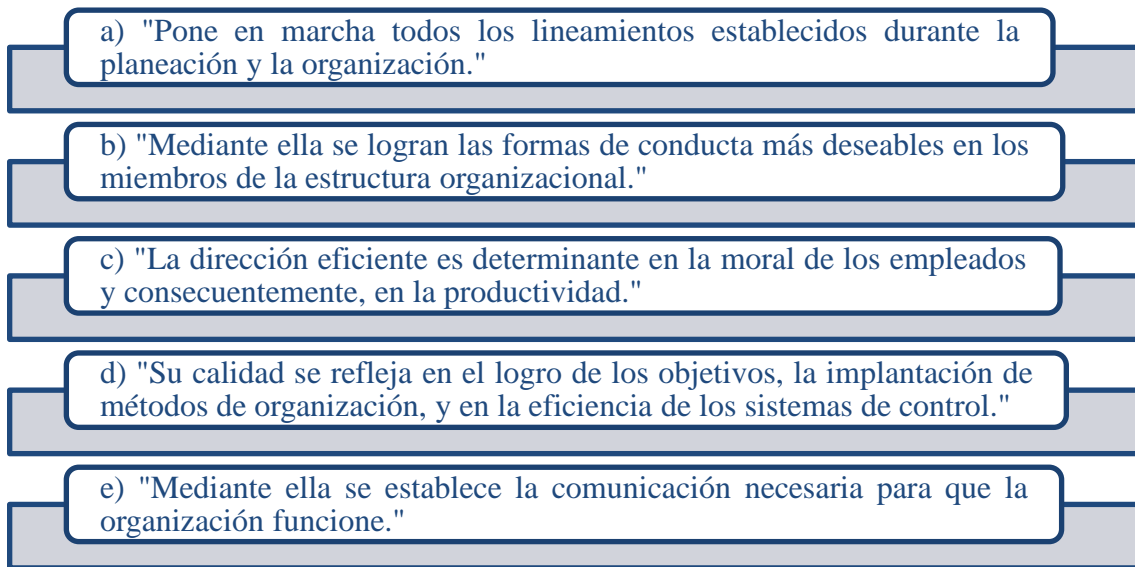 a) "Pone en marcha todos los lineamientos establecidos durante la
planeación y la organización."
b) "Mediante ella se logran las formas de conducta más deseables en los
miembros de la estructura organizacional."
c) "La dirección eficiente es determinante en la moral de los empleados
y consecuentemente, en la productividad."
d) "Su calidad se refleja en el logro de los objetivos, la implantación de
métodos de organización, y en la eficiencia de los sistemas de control."
e) "Mediante ella se establece la comunicación necesaria para que la
organización funcione."